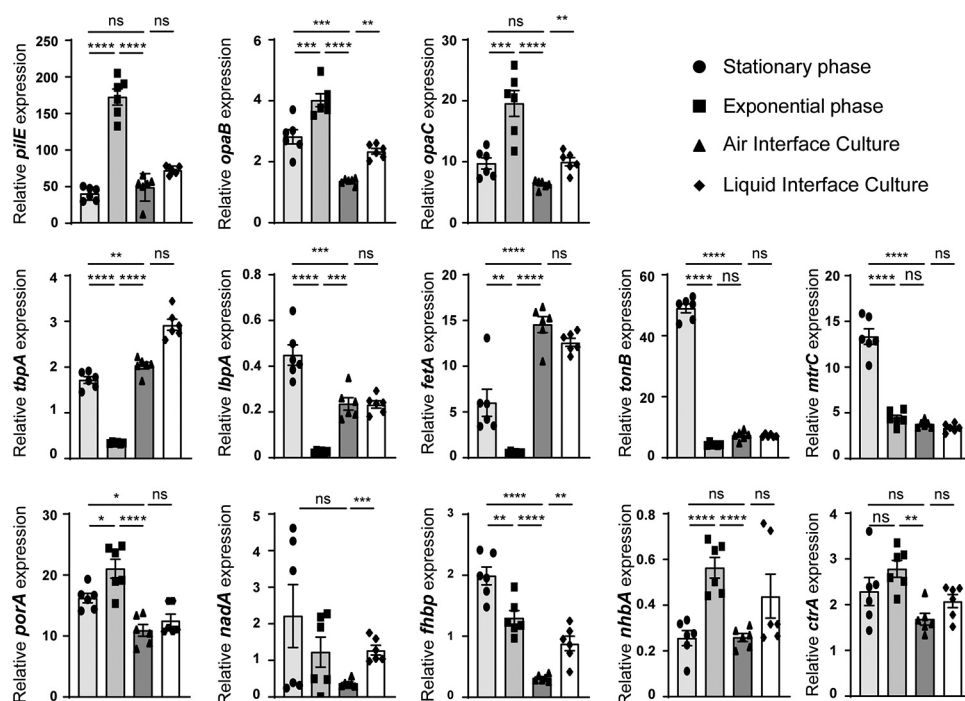 ns ns
**** ****
250
200
150
100
50
0
Relative pilE expression
*** **
*** ****
6
4
2
0
Relative opaB expression
ns **
*** ****
30
20
10
0
Relative opaC expression
Stationary phase
Exponential phase
Air Interface Culture
Liquid Interface Culture
** ns
**** ****
4
3
2
1
0
Relative tbpA expression
*** ns
**** ***
0.6
0.4
0.2
0
Relative lbpA expression
**** ns
** ****
20
15
10
5
0
Relative fetA expression
**** ns
**** ns
60
40
20
0
Relative tonB expression
**** ns
**** ns
20
15
10
5
0
Relative mtrC expression
* ns
* ****
30
20
10
0
Relative porA expression
ns ***
5
4
3
2
1
0
Relative nadA expression
**** **
** ****
3
2
1
0
Relative fhbp expression
ns ns
**** ****
0.8
0.6
0.4
0.2
0
Relative nhbA expression
ns ns
ns **
4
3
2
1
0
Relative ctrA expression